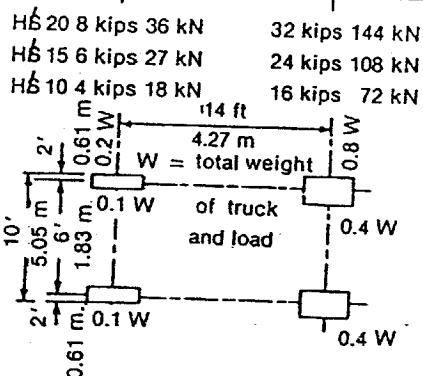 HS 20 8 kips 36 kN 32 kips 144 kN
HS 15 6 kips 27 kN 24 kips 108 kN
HS 10 4 kips 18 kN 16 kips 72 kN
14 ft
4.27 m
0.2 W
0.8 W
W = total weight
of truck
and load
0.1 W
0.4 W
2'
0.61 m
10'
5.05 m
6'
1.83 m
2'
0.61 m.
0.1 W
0.4 W